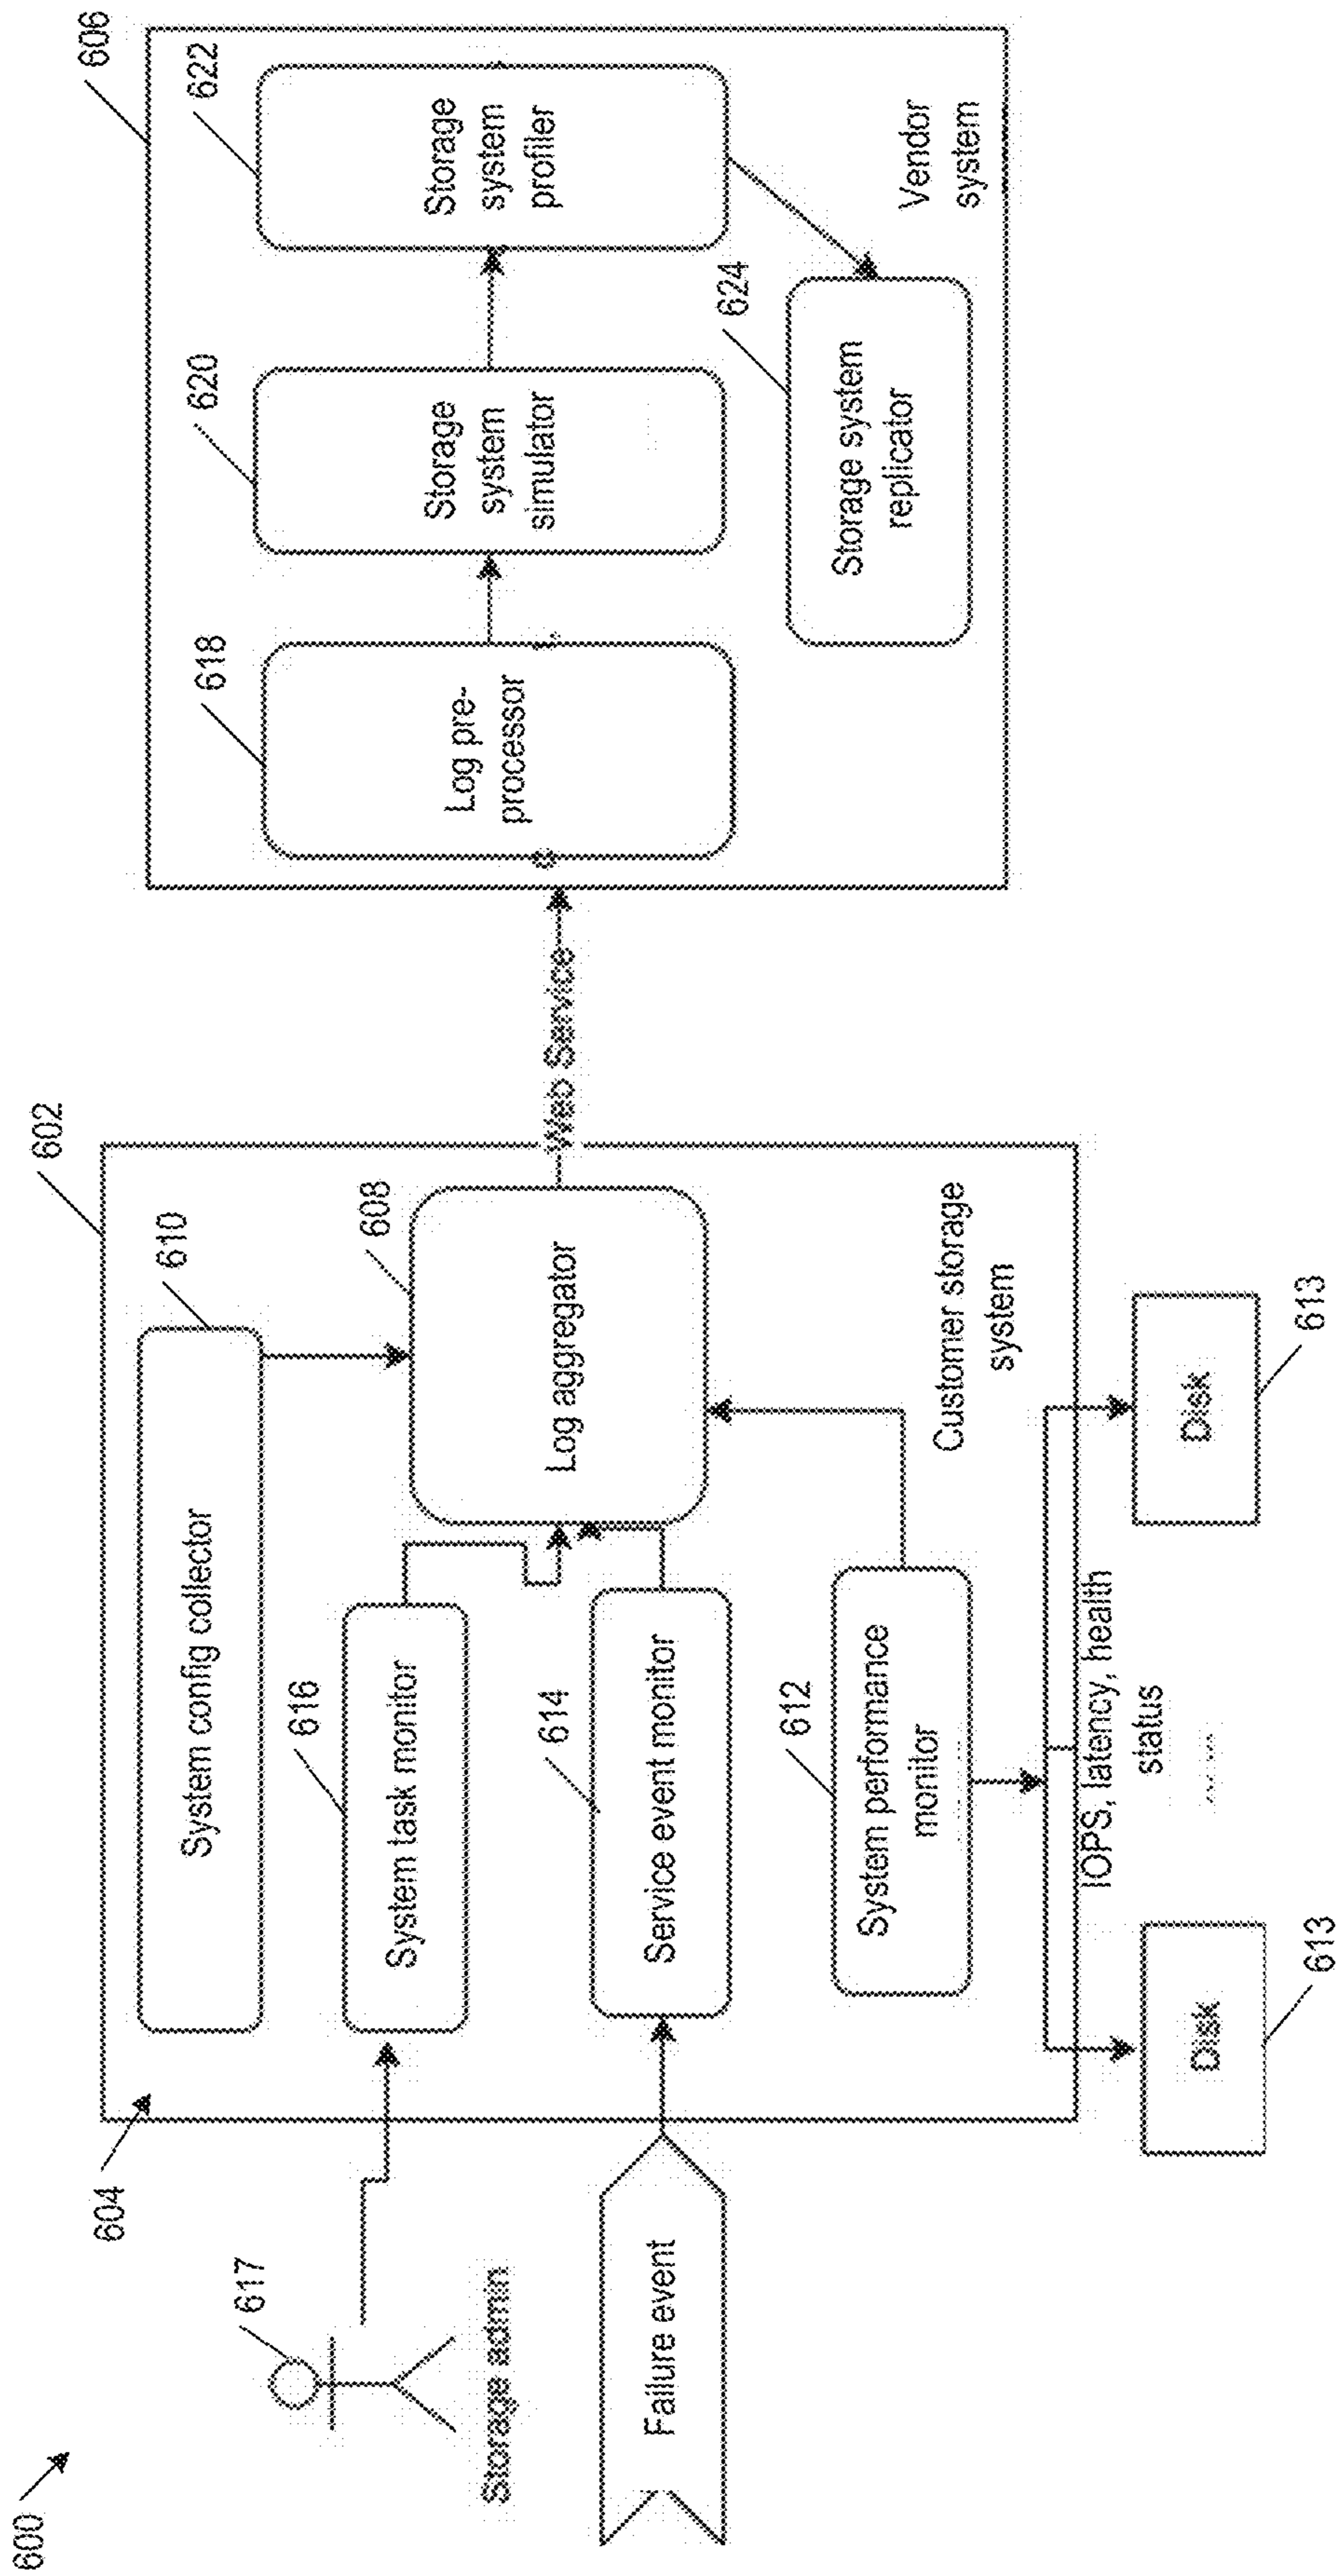 600
602
606
604
610
System config collector
622
Storage
system
profiler
620
Storage
system
simulator
618
Log pre-
processor
617
Storage admin
616
System task monitor
608
Log aggregator
Web Service
614
Service event monitor
Failure event
624
Storage system
replicator
Vendor
system
612
System performance
monitor
Customer storage
system
IOPS, latency, health
status
Disk
613
Disk
613